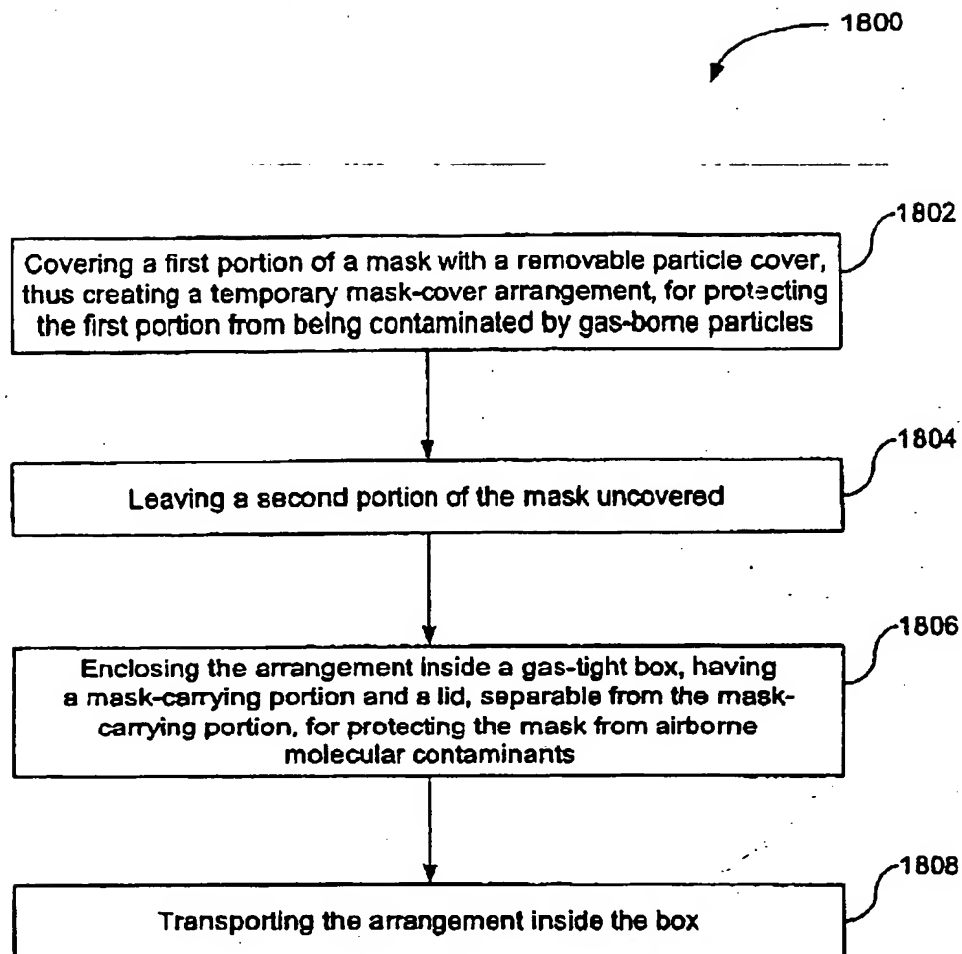 1800
1802
Covering a first portion of a mask with a removable particle cover,
thus creating a temporary mask-cover arrangement, for protecting
the first portion from being contaminated by gas-borne particles
1804
Leaving a second portion of the mask uncovered
1806
Enclosing the arrangement inside a gas-tight box, having
a mask-carrying portion and a lid, separable from the mask-
carrying portion, for protecting the mask from airborne
molecular contaminants
1808
Transporting the arrangement inside the box